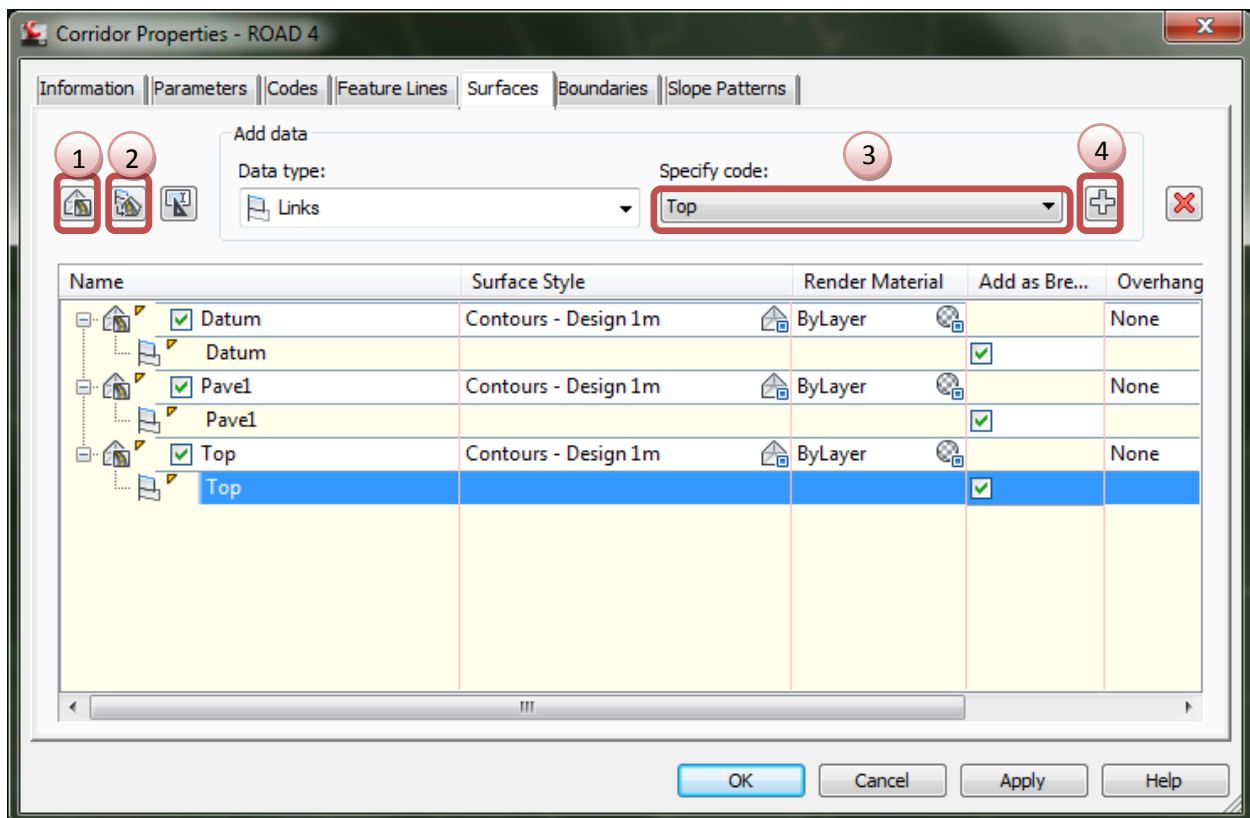 Corridor Properties - ROAD 4
Information Parameters Codes Feature Lines Surfaces Boundaries Slope Patterns
Add data
1 2 3 4
Data type: Specify code:
Links Top
Name Surface Style Render Material Add as Bre... Overhang
Datum Contours - Design 1m ByLayer None
Datum
Pave1 Contours - Design 1m ByLayer None
Pave1
Top Contours - Design 1m ByLayer None
Top
OK Cancel Apply Help